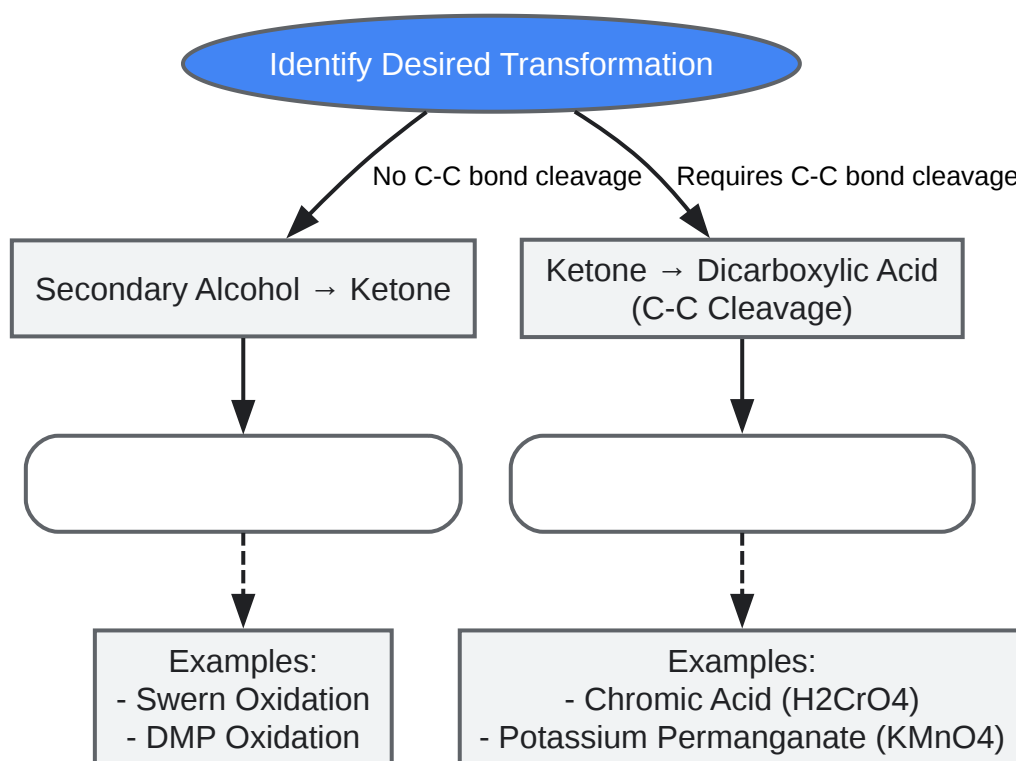 Identify Desired Transformation
No C-C bond cleavage
Requires C-C bond cleavage
Secondary Alcohol → Ketone
Ketone → Dicarboxylic Acid
(C-C Cleavage)
Examples:
- Swern Oxidation
- DMP Oxidation
Examples:
- Chromic Acid (H2CrO4)
- Potassium Permanganate (KMnO4)